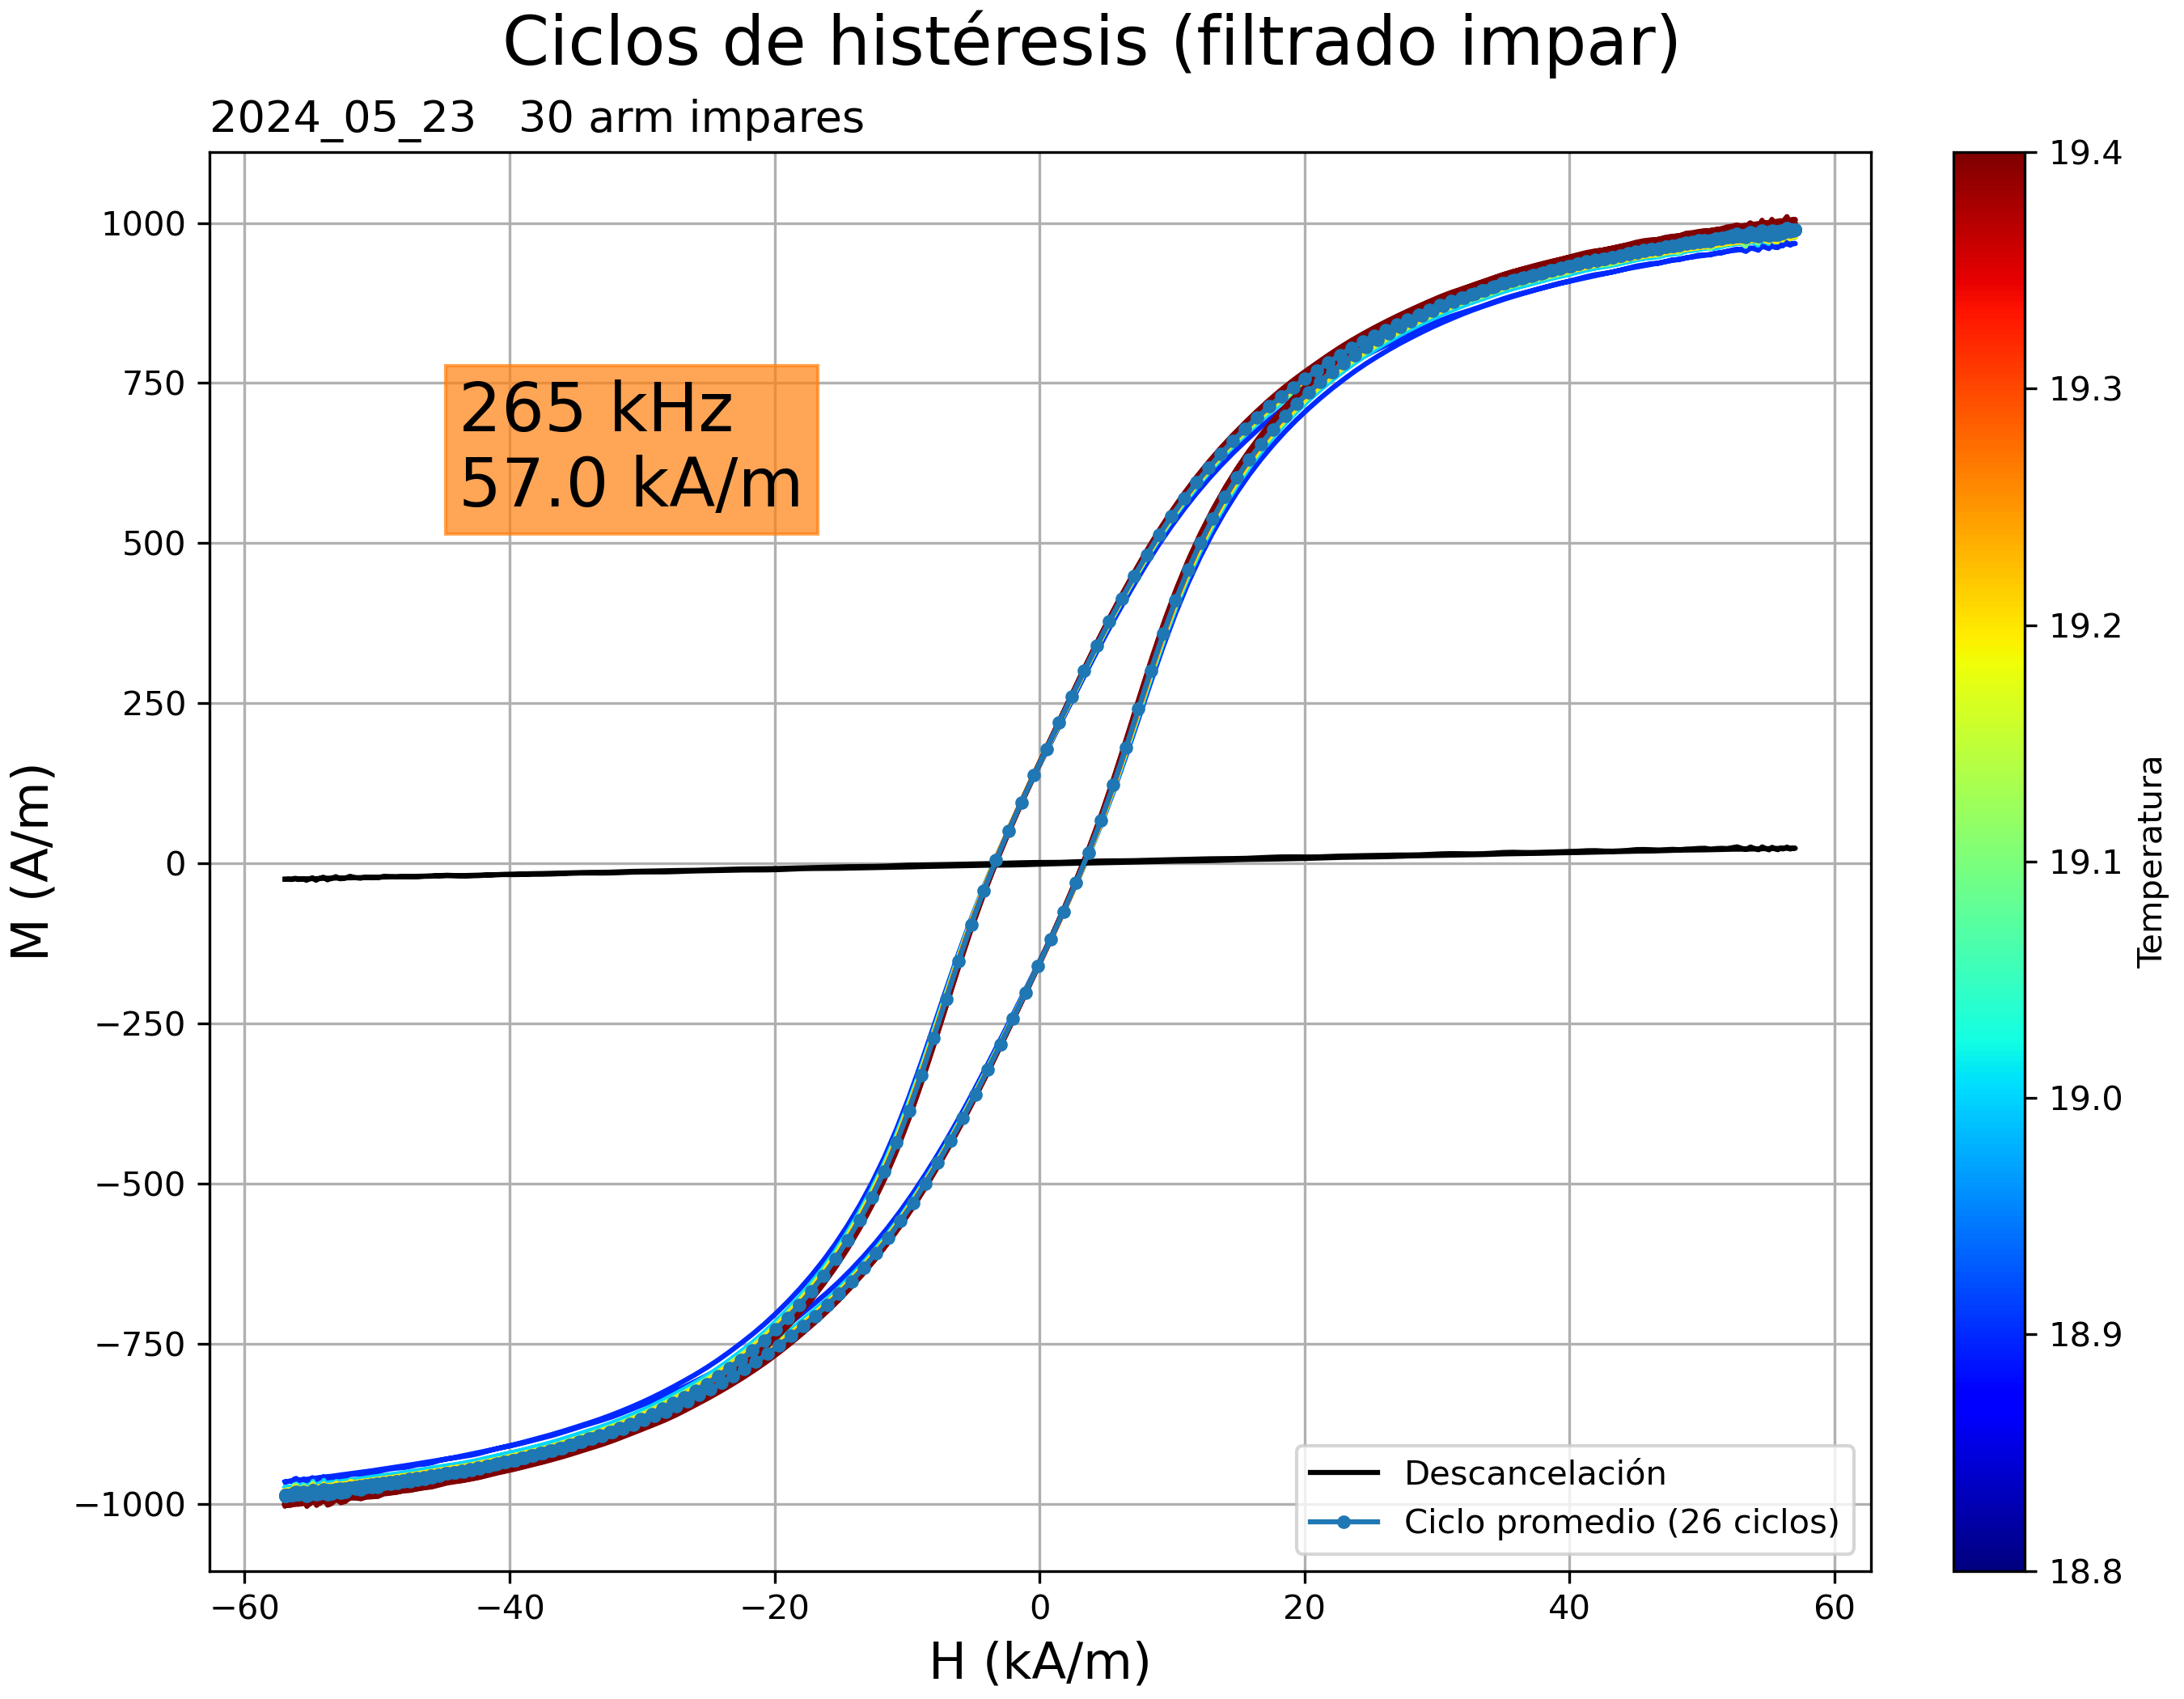 Ciclos de histéresis (filtrado impar)
2024_05_23   30 arm impares
265 kHz
57.0 kA/m
M (A/m)
1000
750
500
250
0
−250
−500
−750
−1000
−60
−40
−20
0
20
40
60
H (kA/m)
Descancelación
Ciclo promedio (26 ciclos)
19.4
19.3
19.2
19.1
19.0
18.9
18.8
Temperatura